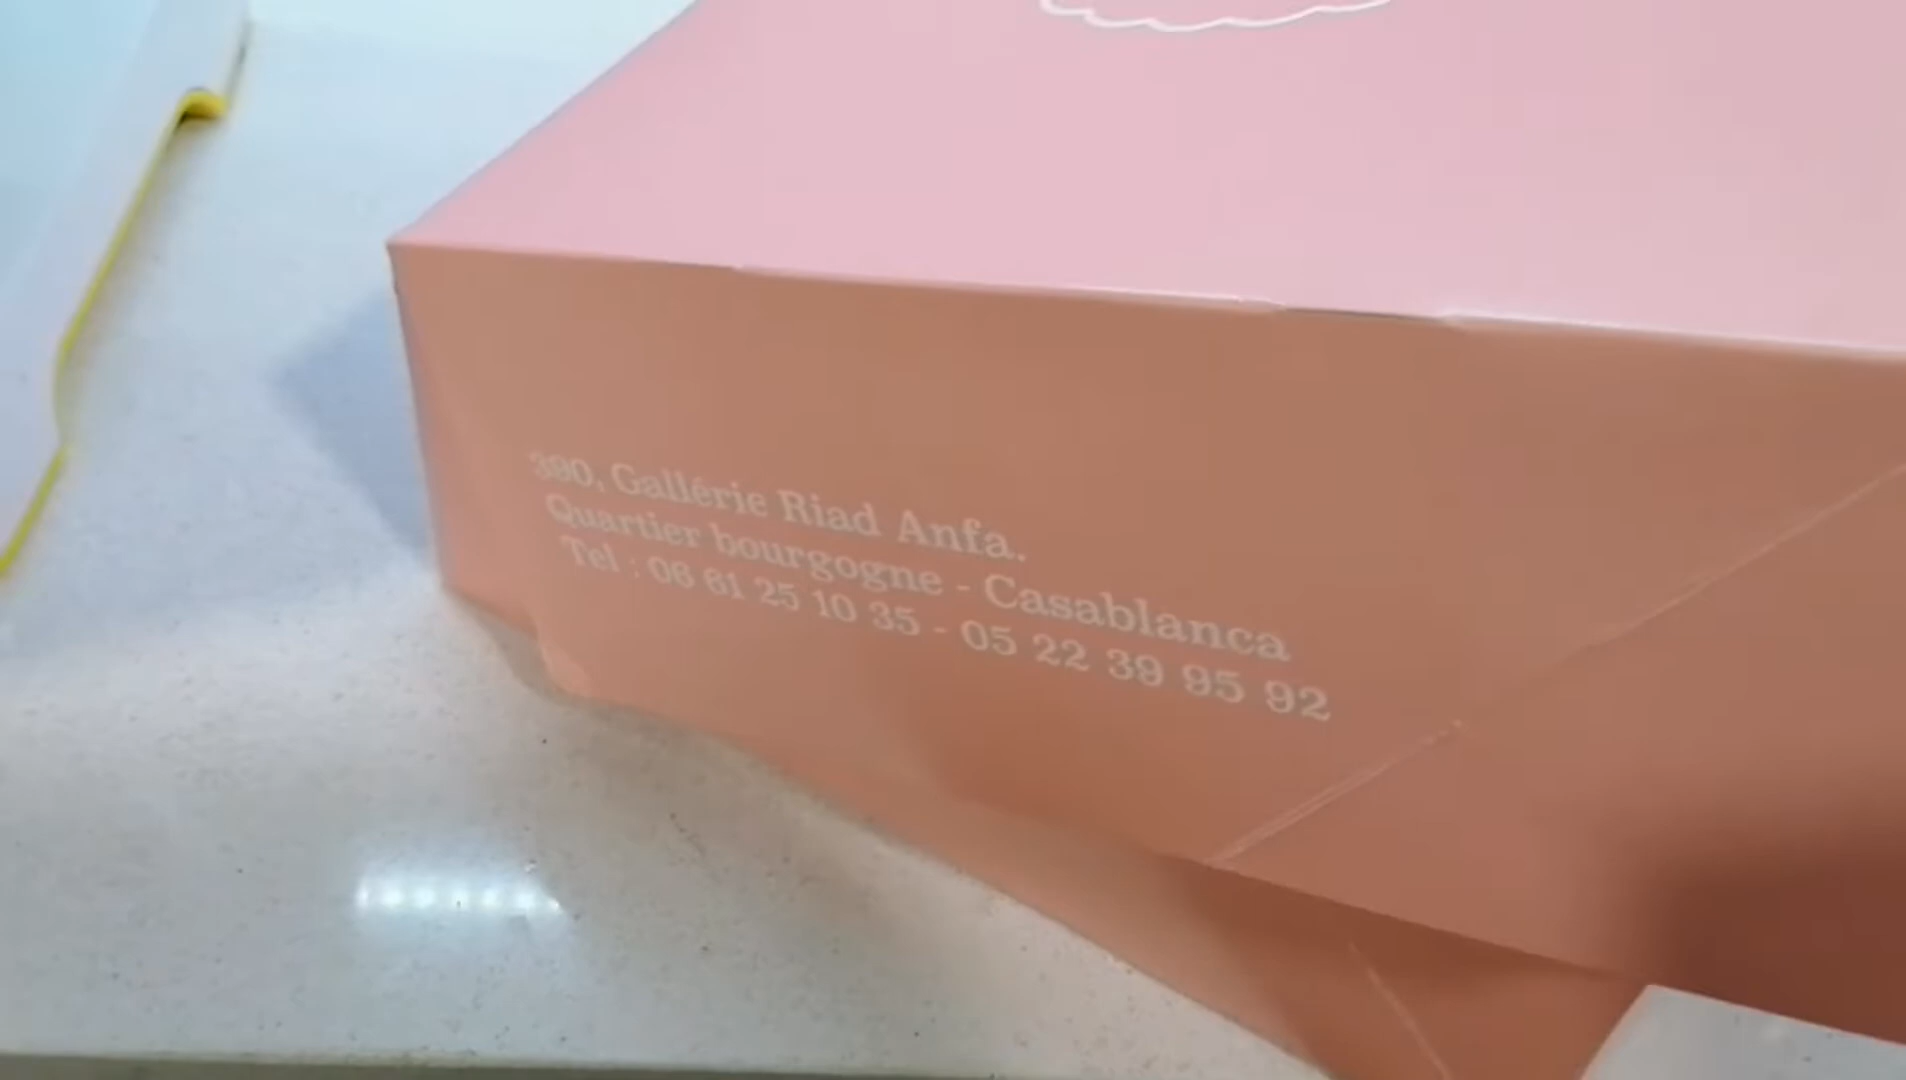 390, Gallérie Riad Anfa.
Quartier bourgogne - Casablanca
Tel : 06 61 25 10 35 - 05 22 39 95 92